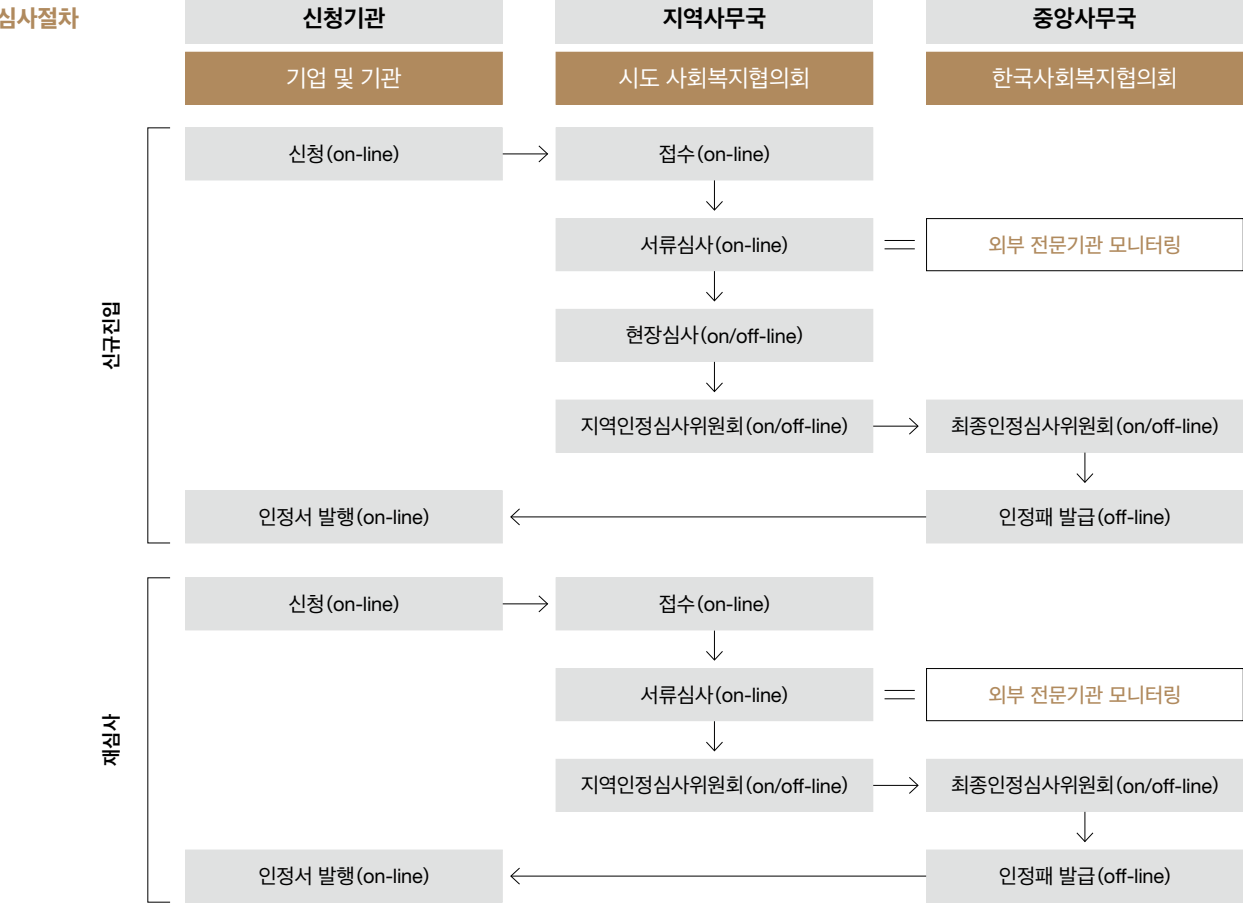 심사절차
신청기관
지역사무국
중앙사무국
기업 및 기관
시도 사회복지협의회
한국사회복지협의회
신규진입
신청(on-line)
접수(on-line)
서류심사(on-line)
외부 전문기관 모니터링
현장심사(on/off-line)
지역인정심사위원회(on/off-line)
최종인정심사위원회(on/off-line)
인정서 발행(on-line)
인정패 발급(off-line)
재심사
신청(on-line)
접수(on-line)
서류심사(on-line)
외부 전문기관 모니터링
지역인정심사위원회(on/off-line)
최종인정심사위원회(on/off-line)
인정서 발행(on-line)
인정패 발급(off-line)